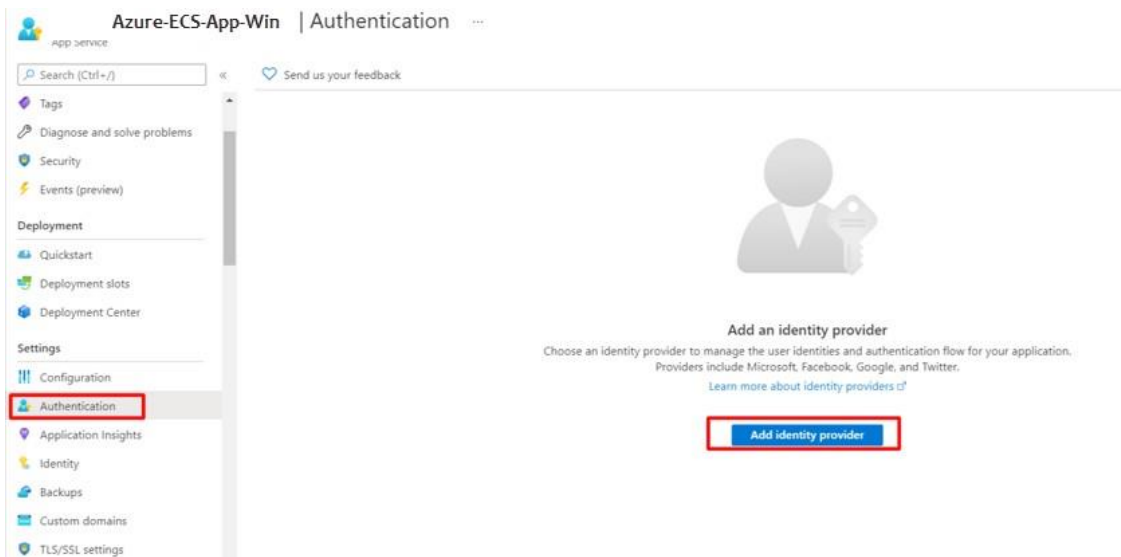 Azure-ECS-App-Win | Authentication ...
App Service
Search (Ctrl+/)
«
Send us your feedback
Tags
Diagnose and solve problems
Security
Events (preview)
Deployment
Quickstart
Deployment slots
Deployment Center
Settings
Configuration
Authentication
Application Insights
Identity
Backups
Custom domains
TLS/SSL settings
Add an identity provider
Choose an identity provider to manage the user identities and authentication flow for your application.
Providers include Microsoft, Facebook, Google, and Twitter.
Learn more about identity providers
Add identity provider